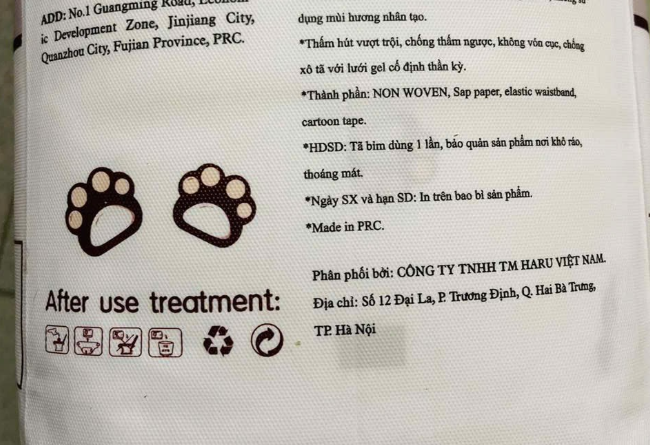 ADD: No.1 Guangming Road, Econom-
ic Development Zone, Jinjiang City,
Quanzhou City, Fujian Province, PRC.
After use treatment:
dụng mùi hương nhân tạo.
*Thấm hút vượt trội, chống thấm ngược, không vón cục, chống
xô tã với lưới gel cố định thần kỳ.
*Thành phần: NON WOVEN, Sap paper, elastic waistband,
cartoon tape.
*HDSD: Tã bỉm dùng 1 lần, bảo quản sản phẩm nơi khô ráo,
thoáng mát.
*Ngày SX và hạn SD: In trên bao bì sản phẩm.
*Made in PRC.
Phân phối bởi: CÔNG TY TNHH TM HARU VIỆT NAM.
Địa chỉ: Số 12 Đại La, P. Trương Định, Q. Hai Bà Trưng,
TP. Hà Nội